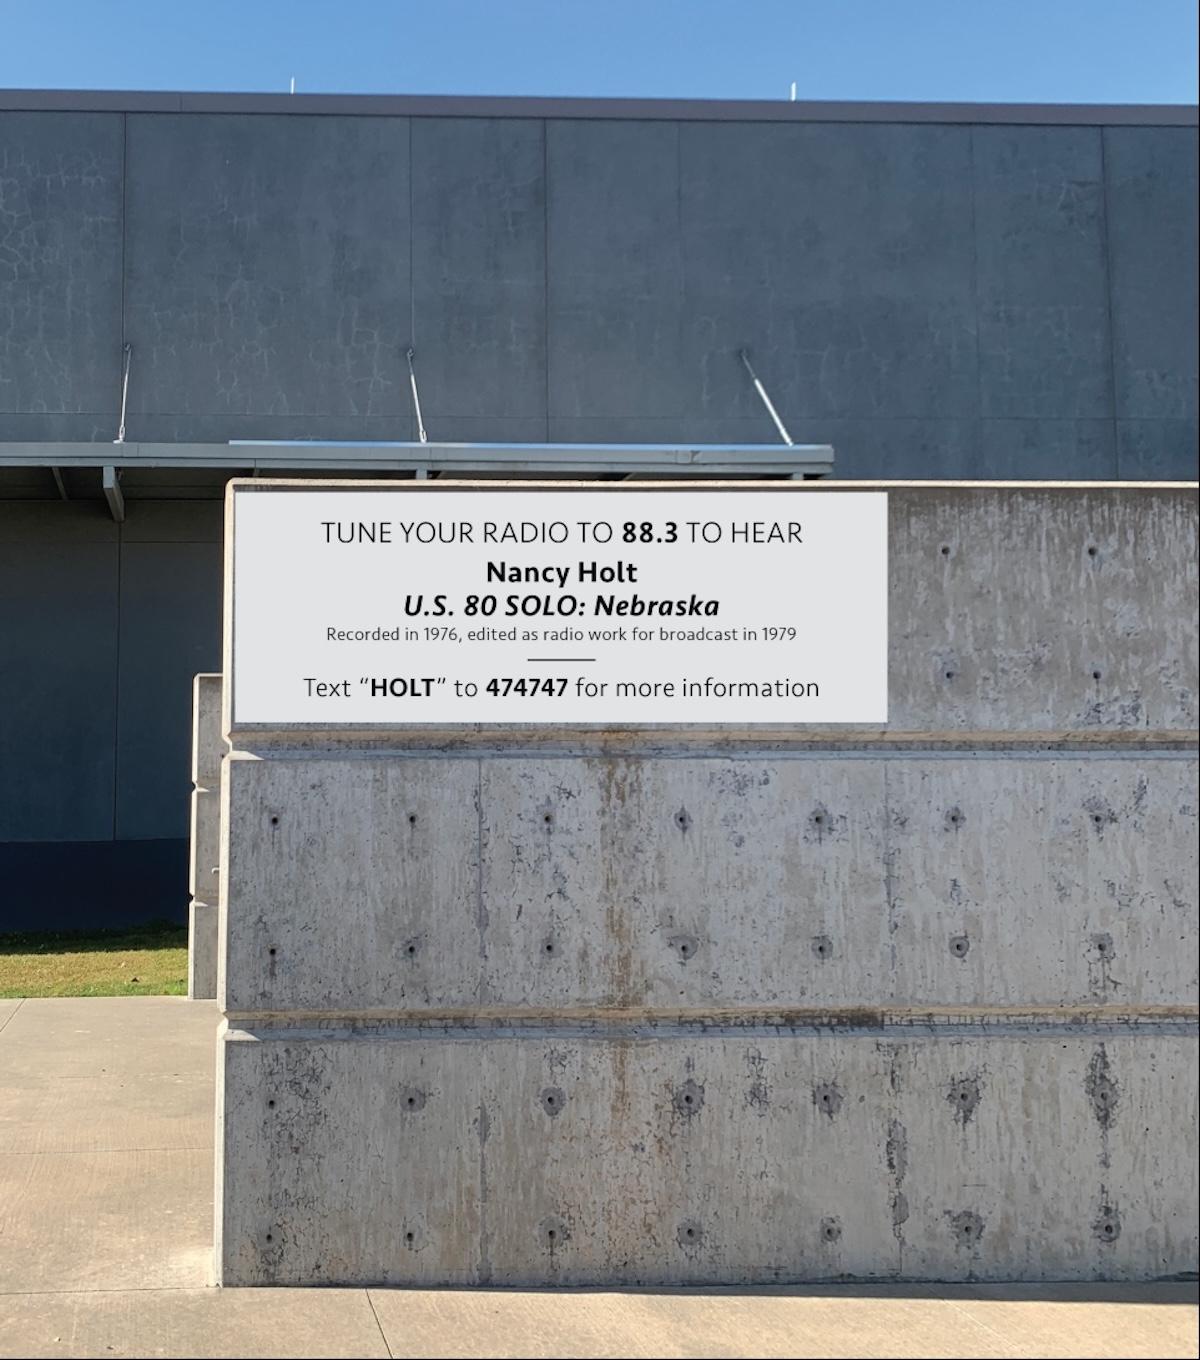 TUNE YOUR RADIO TO 88.3 TO HEAR
Nancy Holt
U.S. 80 SOLO: Nebraska
Recorded in 1976, edited as radio work for broadcast in 1979
Text “HOLT” to 474747 for more information